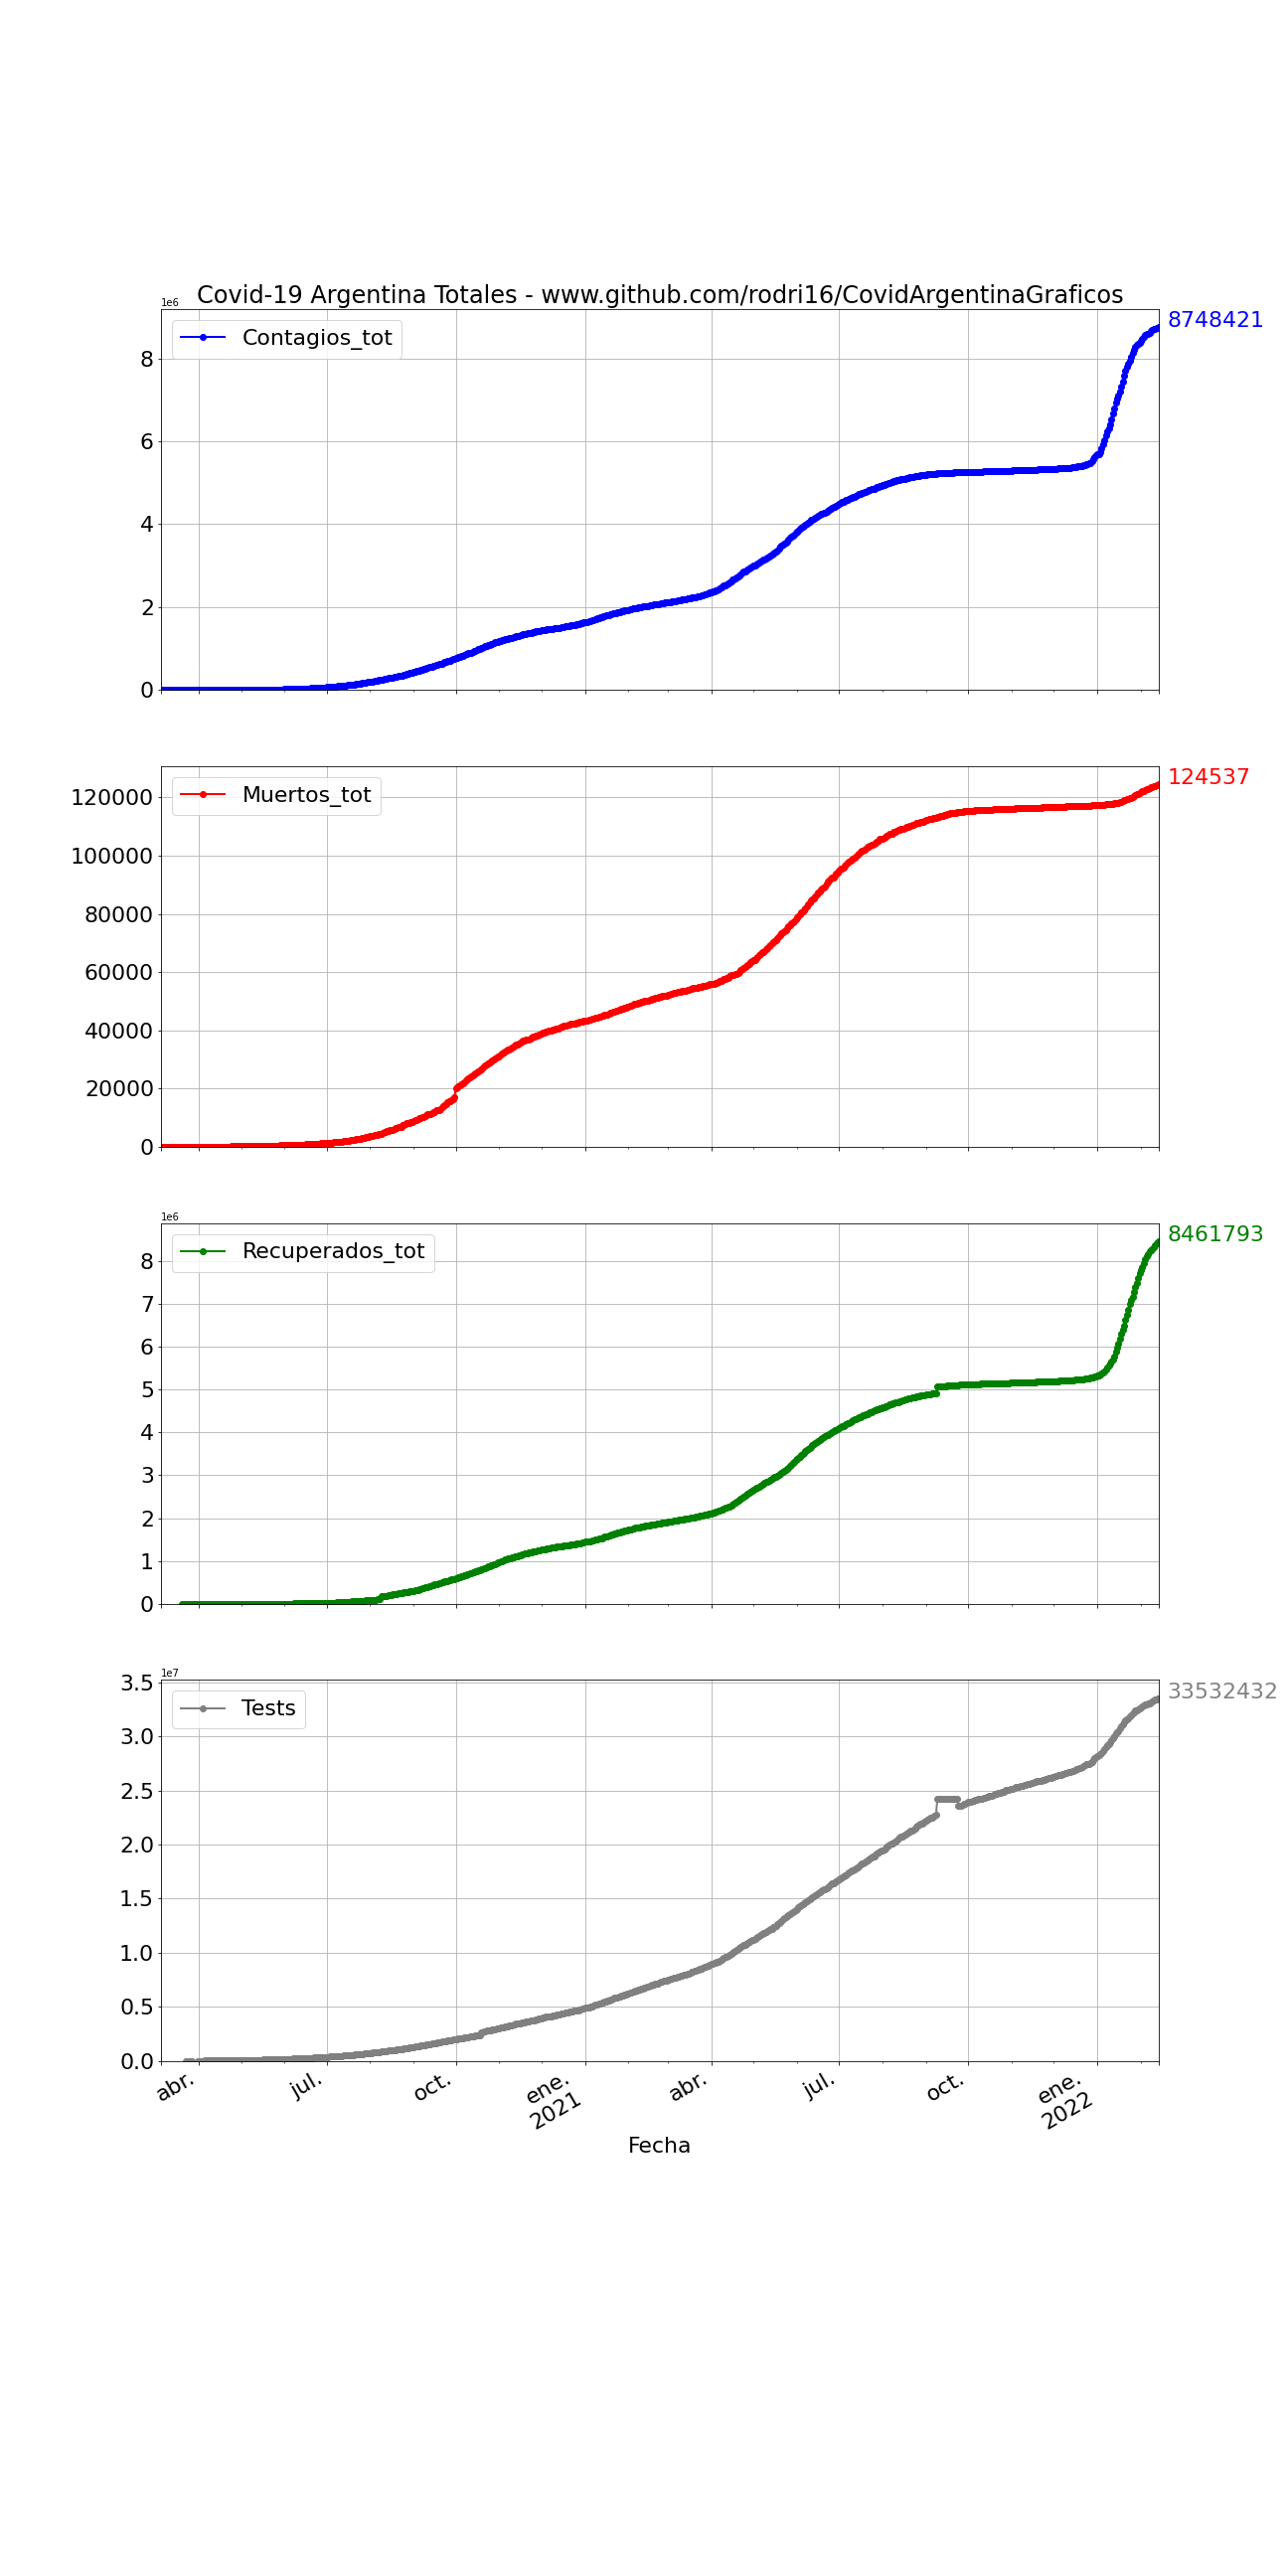 Covid-19 Argentina Totales - www.github.com/rodri16/CovidArgentinaGraficos
1e6
8748421
Contagios_tot
8
6
4
2
0
124537
Muertos_tot
120000
100000
80000
60000
40000
20000
0
1e6
8461793
Recuperados_tot
8
7
6
5
4
3
2
1
0
1e7
33532432
Tests
3.5
3.0
2.5
2.0
1.5
1.0
0.5
0.0
abr.
jul.
oct.
ene.
2021
abr.
jul.
oct.
ene.
2022
Fecha